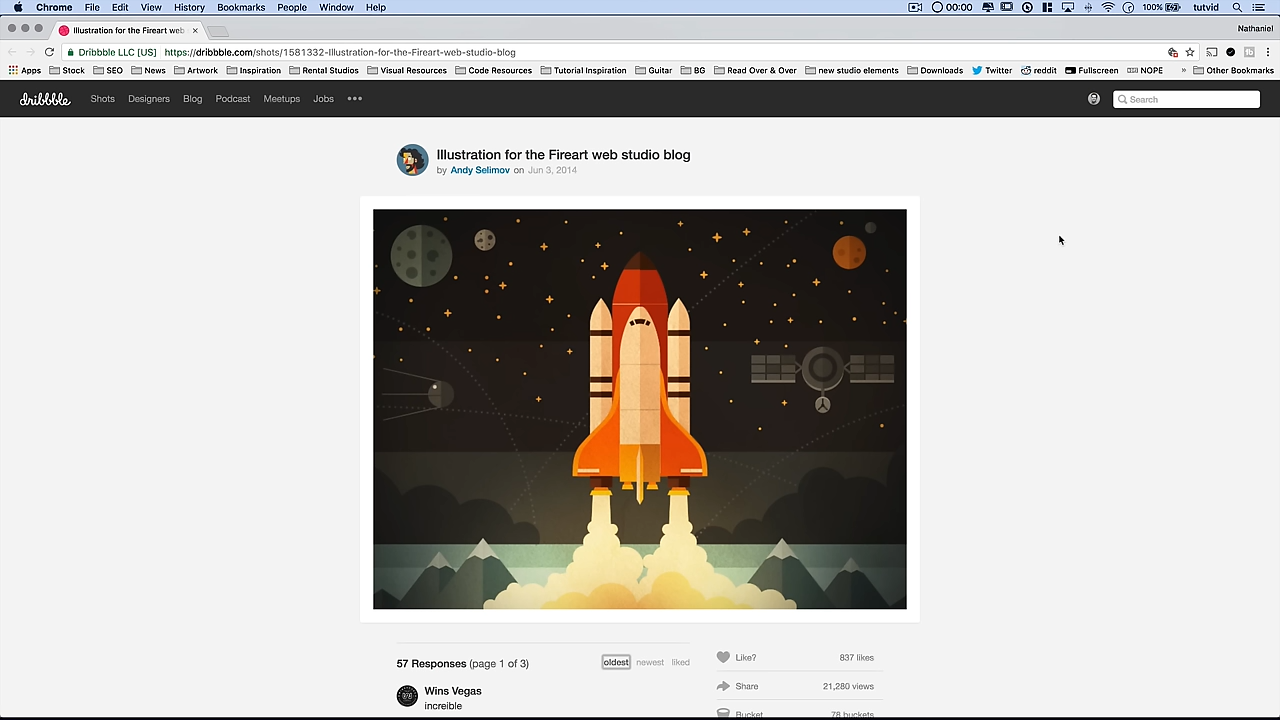 Chrome File Edit View History Bookmarks People Window Help 00:00 100% tutvid
Illustration for the Fireart web Nathaniel
Dribbble LLC [US] https://dribbble.com/shots/1581332-Illustration-for-the-Fireart-web-studio-blog
Apps Stock SEO News Artwork Inspiration Rental Studios Visual Resources Code Resources Tutorial Inspiration Guitar BG Read Over & Over new studio elements Downloads Twitter reddit Fullscreen NOPE » Other Bookmarks
dribbble Shots Designers Blog Podcast Meetups Jobs ••• Search
Illustration for the Fireart web studio blog
by Andy Selimov on Jun 3, 2014
57 Responses (page 1 of 3) oldest newest liked
Like? 837 likes
Share 21,280 views
Bucket 78 buckets
Wins Vegas
increible